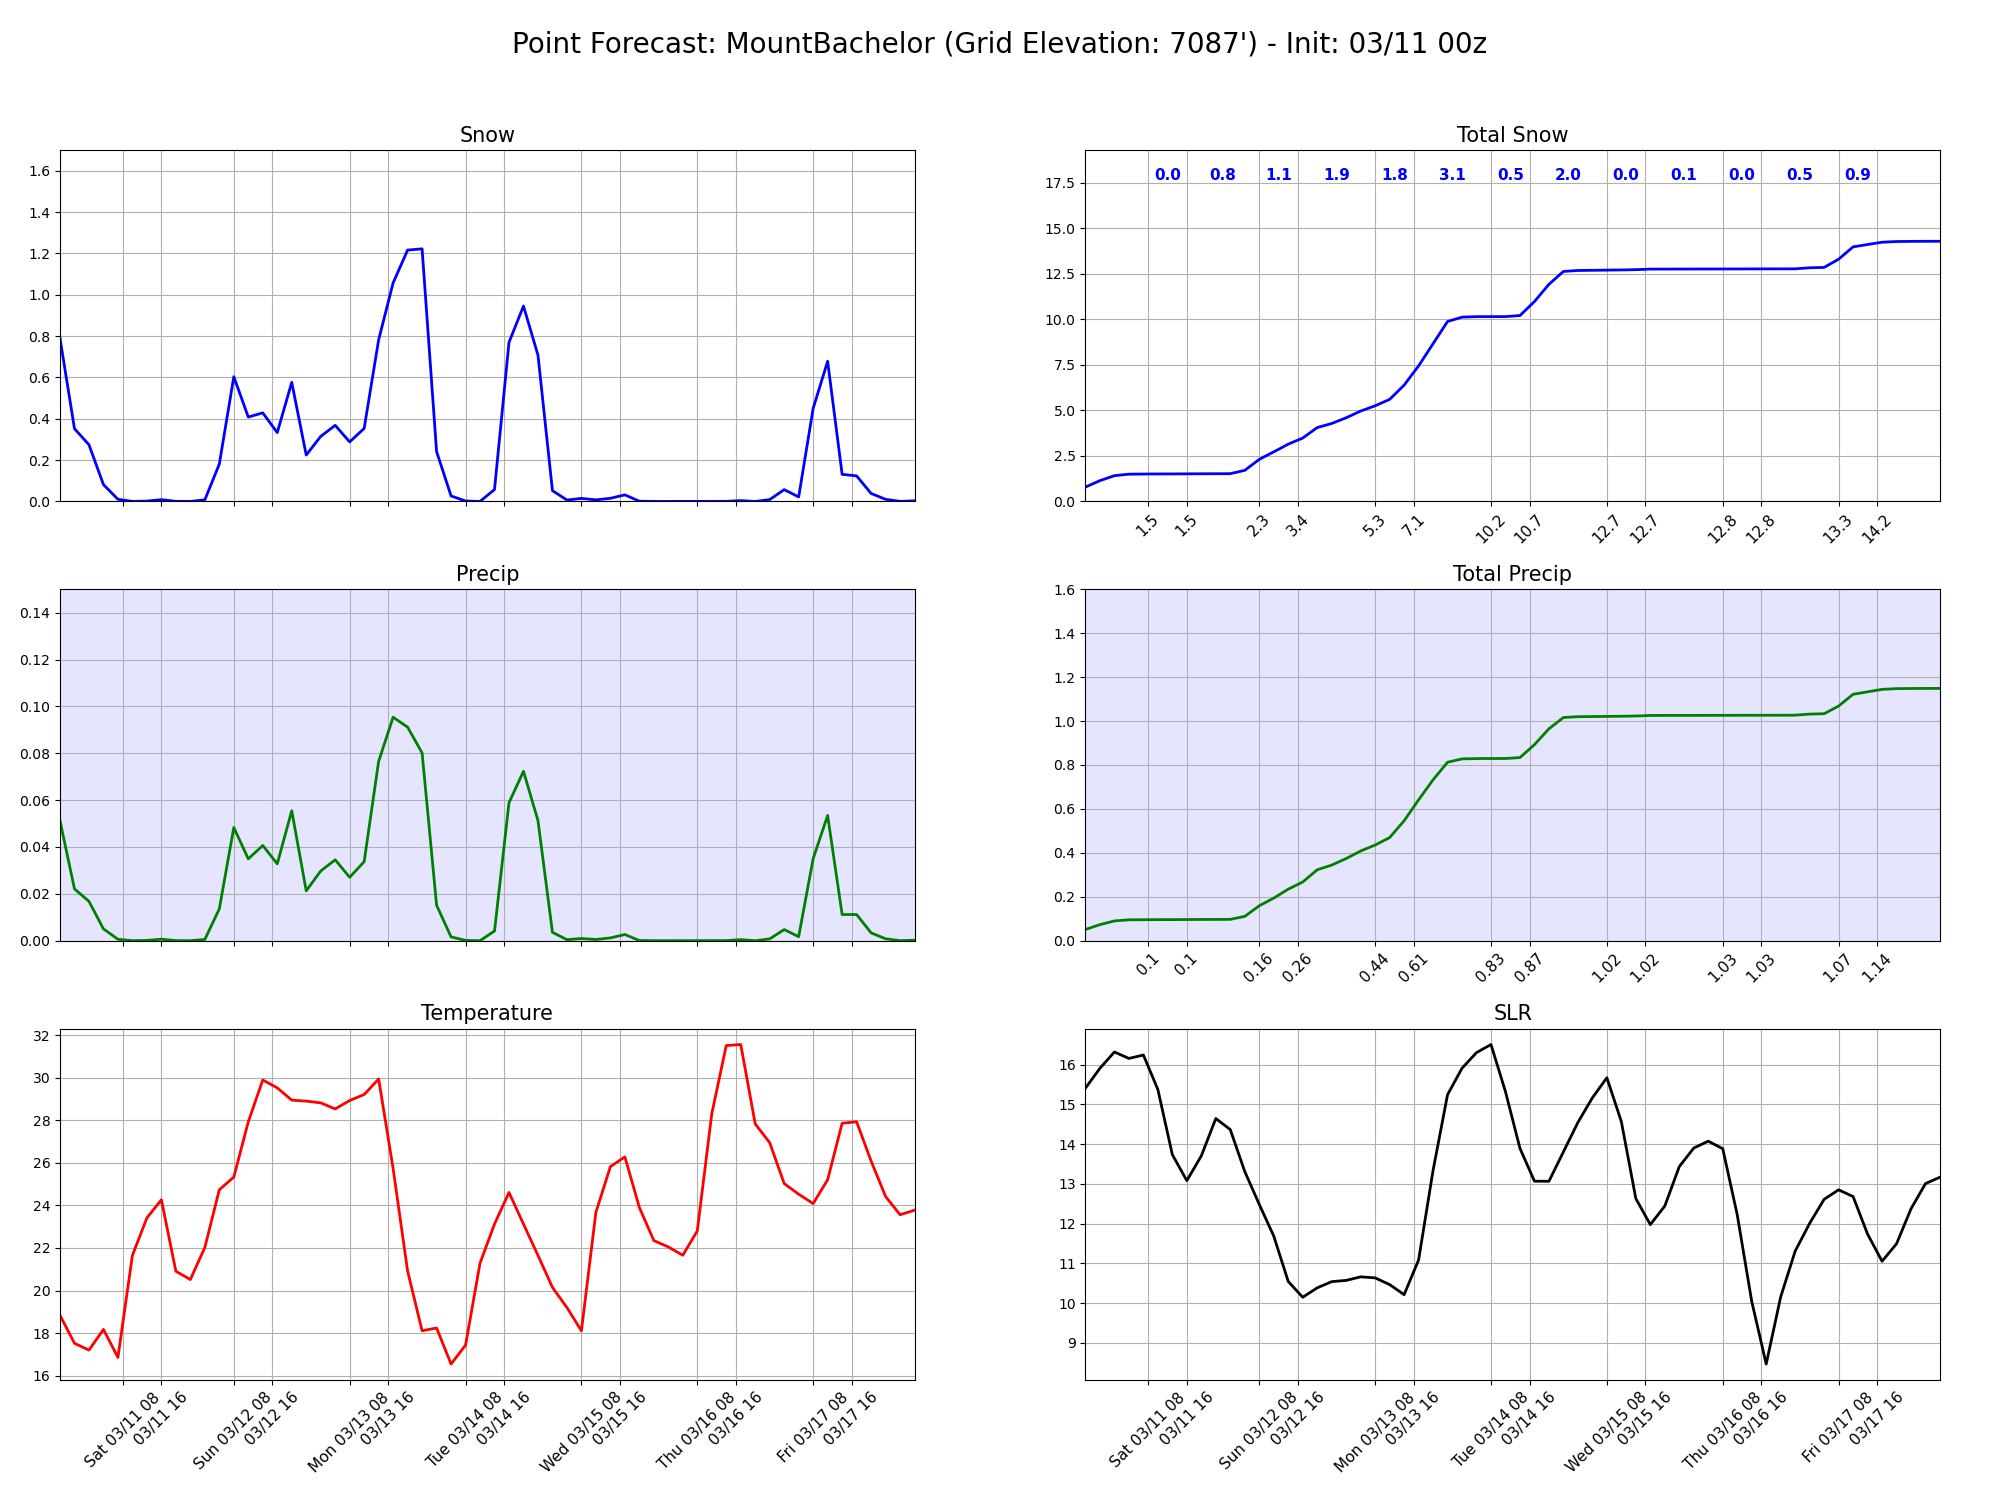 Point Forecast: MountBachelor (Grid Elevation: 7087') - Init: 03/11 00z
Snow
1.6
1.4
1.2
1.0
0.8
0.6
0.4
0.2
0.0
Total Snow
0.0 0.8 1.1 1.9 1.8 3.1 0.5 2.0 0.0 0.1 0.0 0.5 0.9
17.5
15.0
12.5
10.0
7.5
5.0
2.5
0.0
1.5 1.5 2.3 3.4 5.3 7.1 10.2 10.7 12.7 12.7 12.8 12.8 13.3 14.2
Precip
0.14
0.12
0.10
0.08
0.06
0.04
0.02
0.00
Total Precip
1.6
1.4
1.2
1.0
0.8
0.6
0.4
0.2
0.0
0.1 0.1 0.16 0.26 0.44 0.61 0.83 0.87 1.02 1.02 1.03 1.03 1.07 1.14
Temperature
32
30
28
26
24
22
20
18
16
Sat 03/11 08
03/11 16
Sun 03/12 08
03/12 16
Mon 03/13 08
03/13 16
Tue 03/14 08
03/14 16
Wed 03/15 08
03/15 16
Thu 03/16 08
03/16 16
Fri 03/17 08
03/17 16
SLR
16
15
14
13
12
11
10
9
Sat 03/11 08
03/11 16
Sun 03/12 08
03/12 16
Mon 03/13 08
03/13 16
Tue 03/14 08
03/14 16
Wed 03/15 08
03/15 16
Thu 03/16 08
03/16 16
Fri 03/17 08
03/17 16